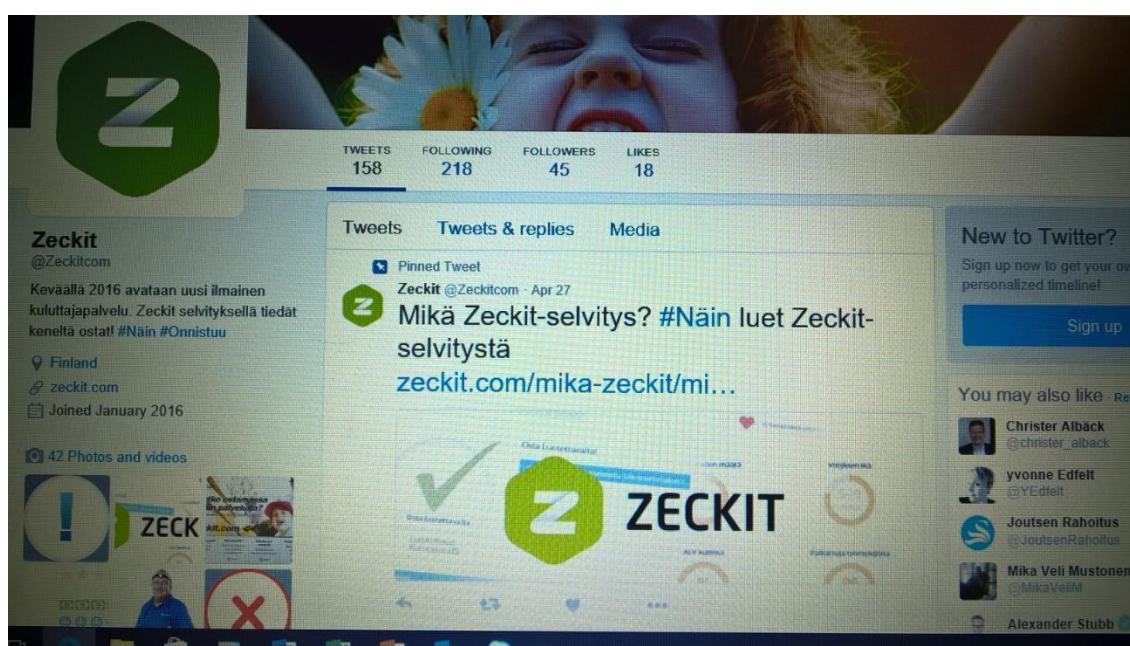 TWEETS
158
FOLLOWING
218
FOLLOWERS
45
LIKES
18
Zeckit
@Zeckitcom
Keväällä 2016 avataan uusi ilmainen
kuluttajapalvelu. Zeckit selvityksellä tiedät
keneltä ostat! #Näin #Onnistuu
Finland
zeckit.com
Joined January 2016
42 Photos and videos
ZECK
Tweets
Tweets & replies
Media
Pinned Tweet
Zeckit @Zeckitcom · Apr 27
Mikä Zeckit-selvitys? #Näin luet Zeckit-
selvitystä
zeckit.com/mika-zeckit/mi...
Osta Luotettavalta!
ZECKIT
Osta luotettavalta
New to Twitter?
Sign up now to get your
personalized timeline!
Sign up
You may also like ·
Christer Albäck
@christer_alback
yvonne Edfelt
@YEdfelt
Joutsen Rahoitus
@JoutsenRahoitus
Mika Veli Mustonen
@MikaVeliM
Alexander Stubb